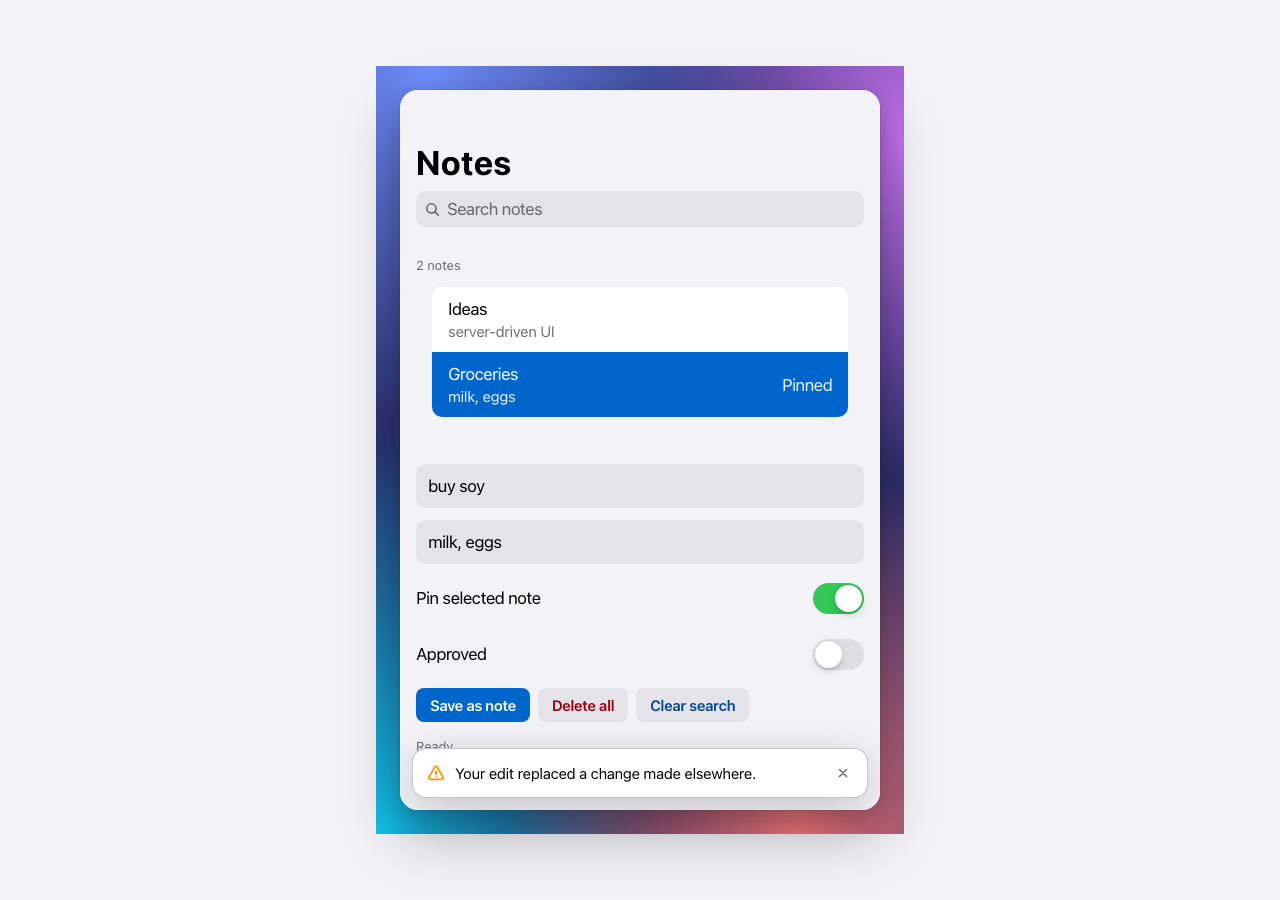 Notes
Search notes
2 notes
Ideas
server-driven UI
Groceries
milk, eggs
Pinned
buy soy
milk, eggs
Pin selected note
Approved
Save as note
Delete all
Clear search
Ready
Your edit replaced a change made elsewhere.